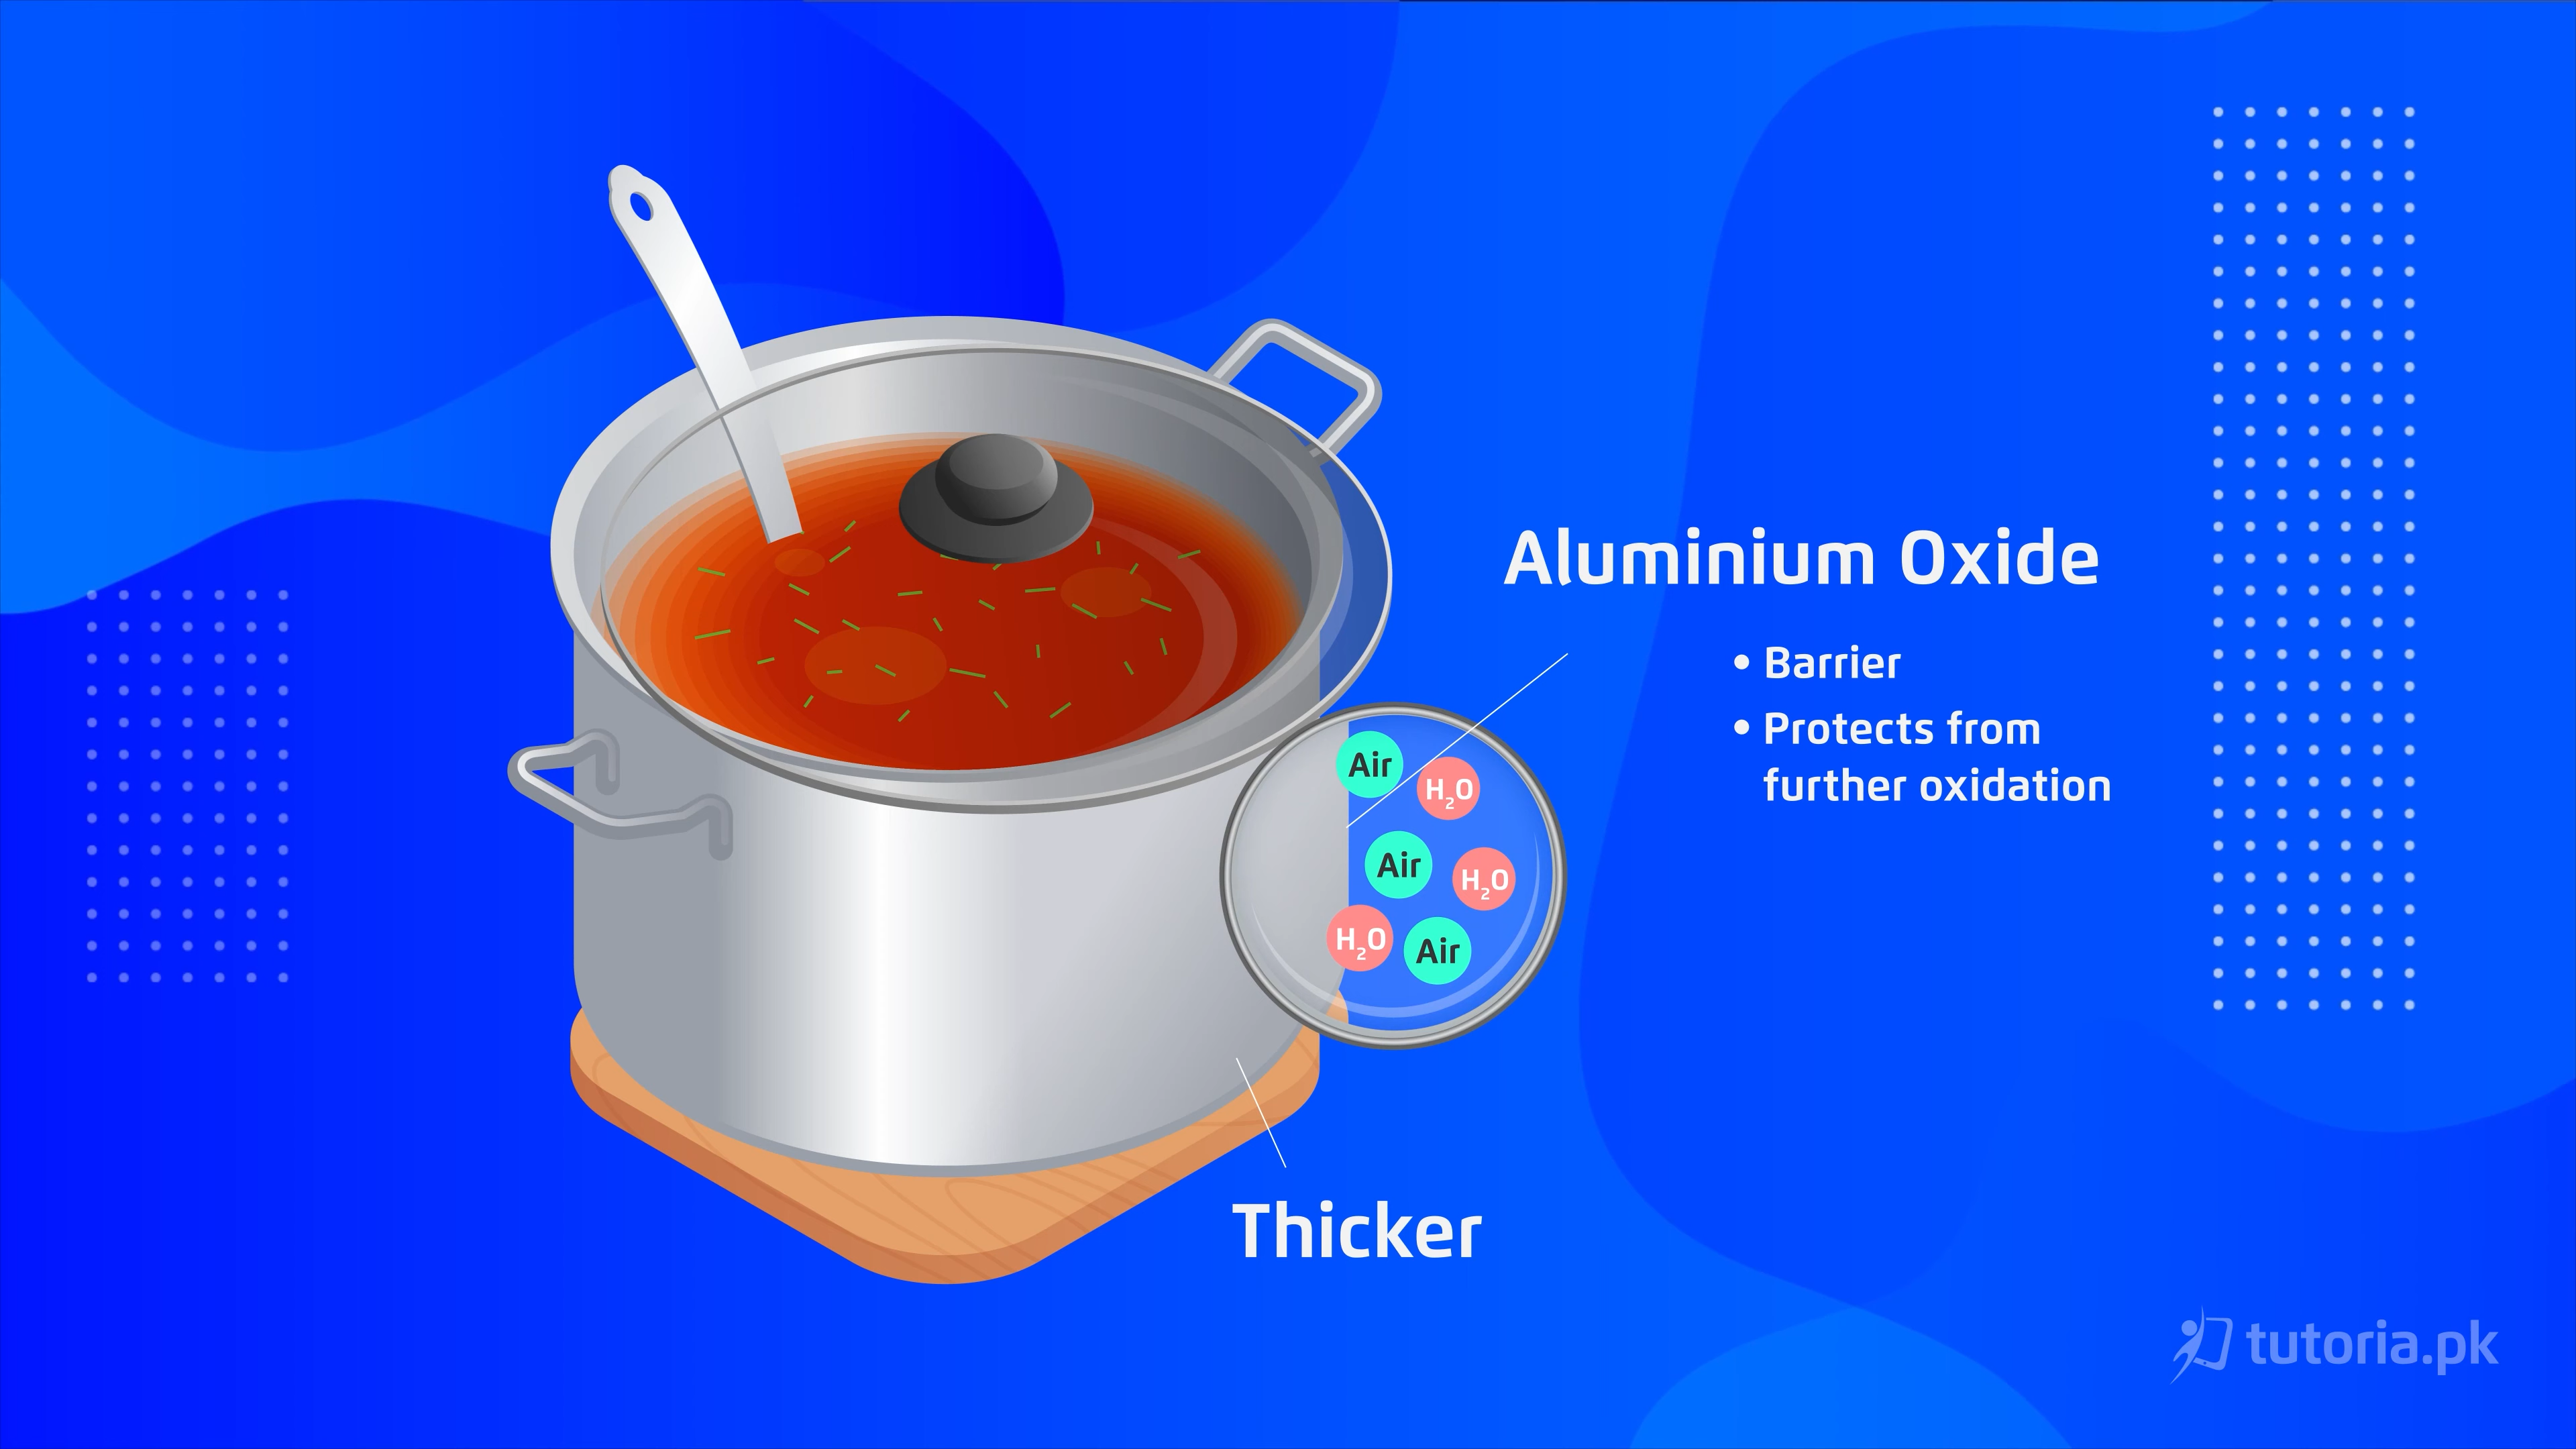 Aluminium Oxide
• Barrier
• Protects from
further oxidation
Air
H₂O
Air
H₂O
H₂O
Air
Thicker
tutoria.pk